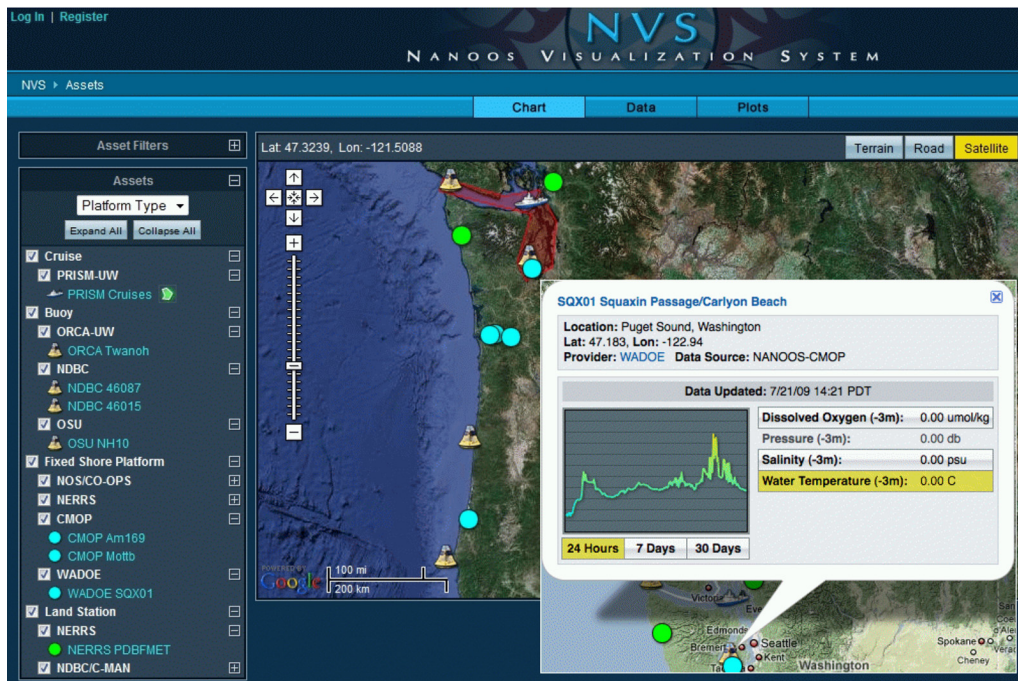 Log In | Register
NVS
NANOOS VISUALIZATION SYSTEM
NVS ▸ Assets
Chart Data Plots
Asset Filters
Assets
Platform Type
Expand All Collapse All
Cruise
PRISM-UW
PRISM Cruises
Buoy
ORCA-UW
ORCA Twanoh
NDBC
NDBC 46087
NDBC 46015
OSU
OSU NH10
Fixed Shore Platform
NOS/CO-OPS
NERRS
CMOP
CMOP Am169
CMOP Mottb
WADOE
WADOE SQX01
Land Station
NERRS
NERRS PDBFMET
NDBC/C-MAN
Lat: 47.3239, Lon: -121.5088
Terrain Road Satellite
POWERED BY
Google
100 mi
200 km
SQX01 Squaxin Passage/Carlyon Beach
Location: Puget Sound, Washington
Lat: 47.183, Lon: -122.94
Provider: WADOE Data Source: NANOOS-CMOP
Data Updated: 7/21/09 14:21 PDT
Dissolved Oxygen (-3m): 0.00 umol/kg
Pressure (-3m): 0.00 db
Salinity (-3m): 0.00 psu
Water Temperature (-3m): 0.00 C
24 Hours 7 Days 30 Days
Victoria
Edmonds
Seattle
Kent
Washington
Spokane
Cheney